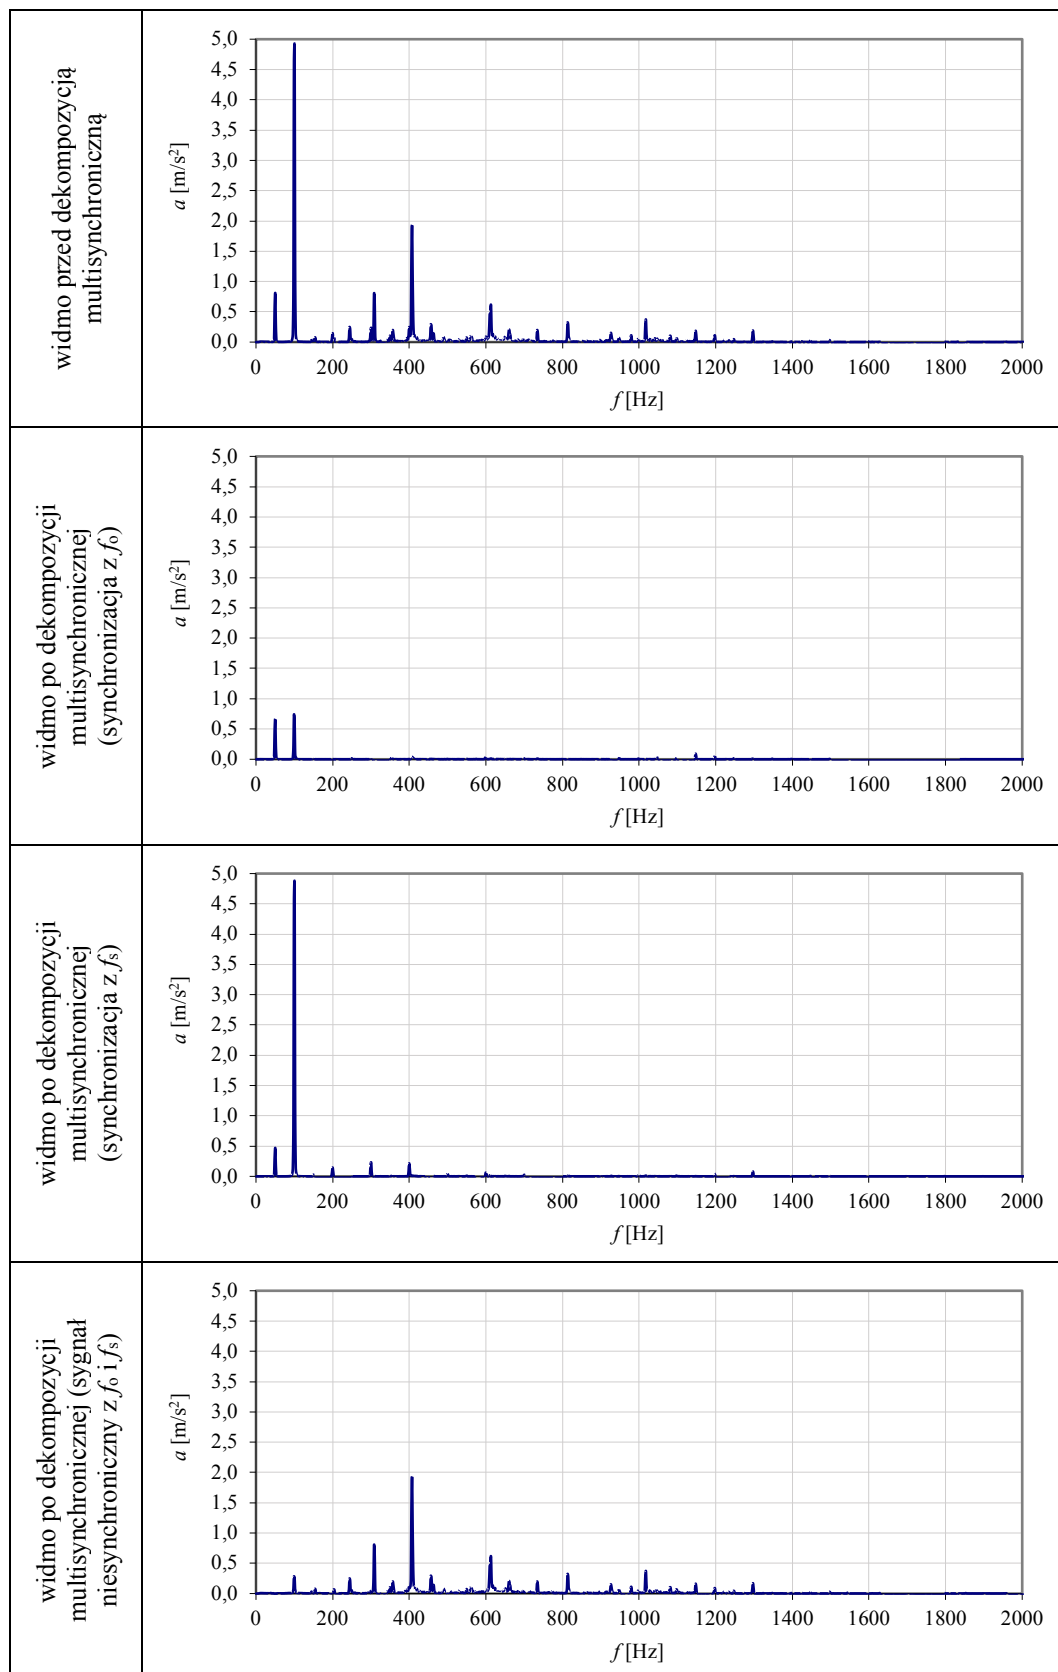 widmo przed dekompozycją
multisynchroniczną
5,0
4,5
4,0
3,5
3,0
2,5
2,0
1,5
1,0
0,5
0,0
a [m/s²]
0 200 400 600 800 1000 1200 1400 1600 1800 2000
f [Hz]
widmo po dekompozycji
multisynchronicznej
(synchronizacja z fo)
5,0
4,5
4,0
3,5
3,0
2,5
2,0
1,5
1,0
0,5
0,0
a [m/s²]
0 200 400 600 800 1000 1200 1400 1600 1800 2000
f [Hz]
widmo po dekompozycji
multisynchronicznej
(synchronizacja z fs)
5,0
4,5
4,0
3,5
3,0
2,5
2,0
1,5
1,0
0,5
0,0
a [m/s²]
0 200 400 600 800 1000 1200 1400 1600 1800 2000
f [Hz]
widmo po dekompozycji
multisynchronicznej (sygnał
niesynchroniczny z fo i fs)
5,0
4,5
4,0
3,5
3,0
2,5
2,0
1,5
1,0
0,5
0,0
a [m/s²]
0 200 400 600 800 1000 1200 1400 1600 1800 2000
f [Hz]